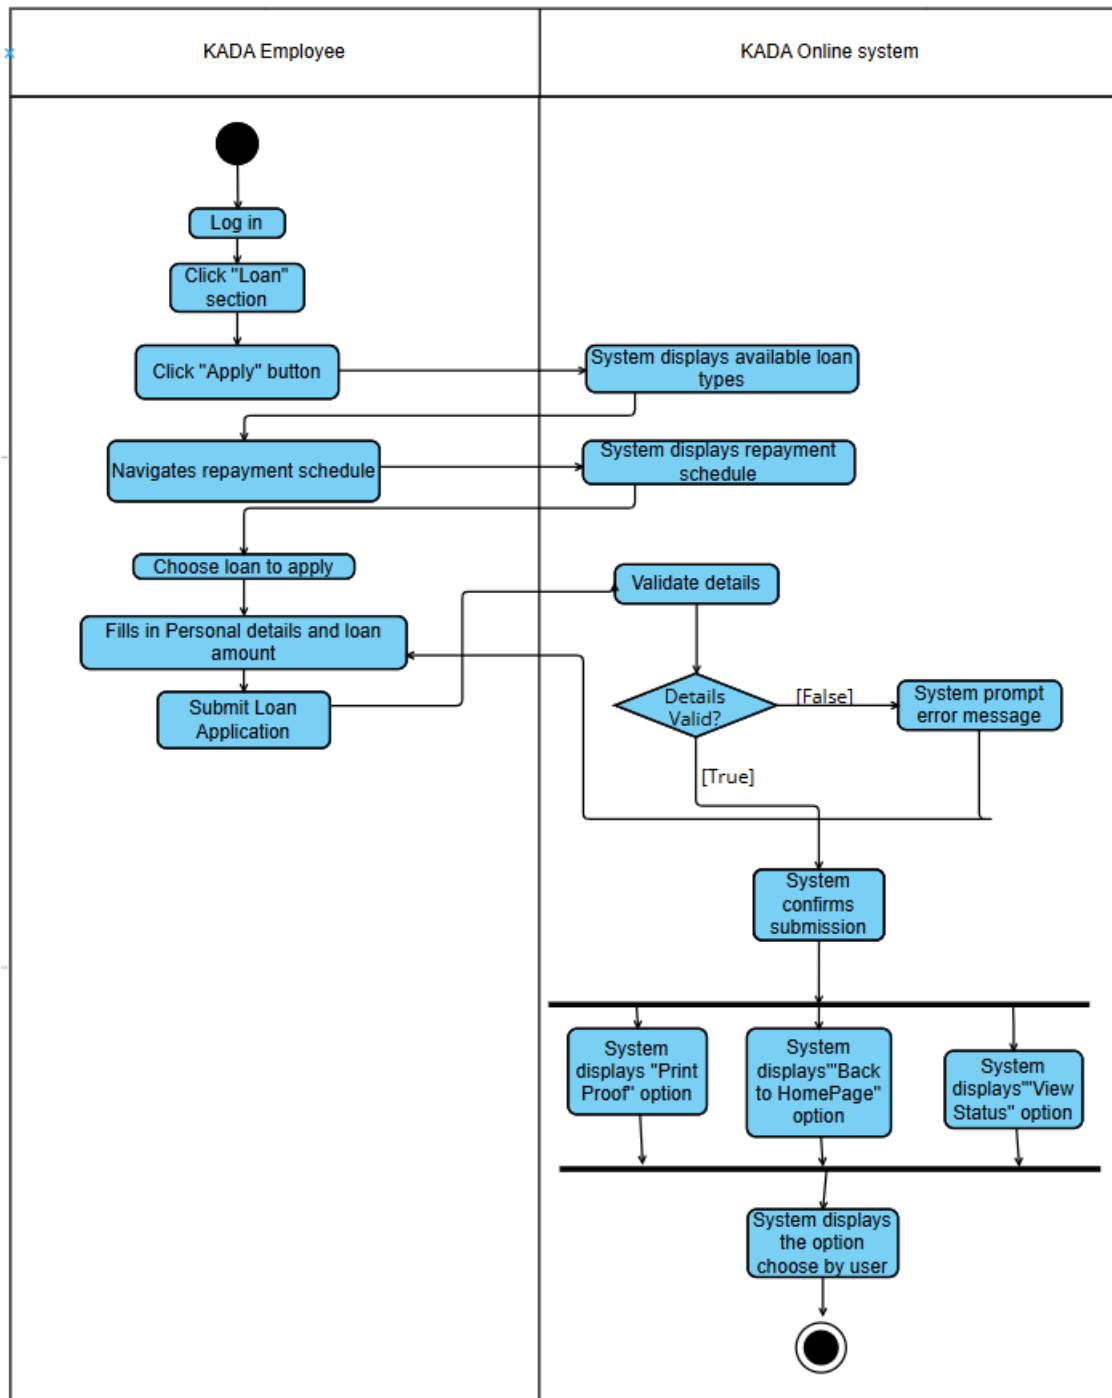 KADA Employee
KADA Online system
Log in
Click "Loan"
section
Click "Apply" button
System displays available loan
types
Navigates repayment schedule
System displays repayment
schedule
Choose loan to apply
Validate details
Fills in Personal details and loan
amount
Submit Loan
Application
Details
Valid?
[False]
System prompt
error message
[True]
System
confirms
submission
System
displays "Print
Proof" option
System
displays'"Back
to HomePage"
option
System
displays'"View
Status" option
System displays
the option
choose by user